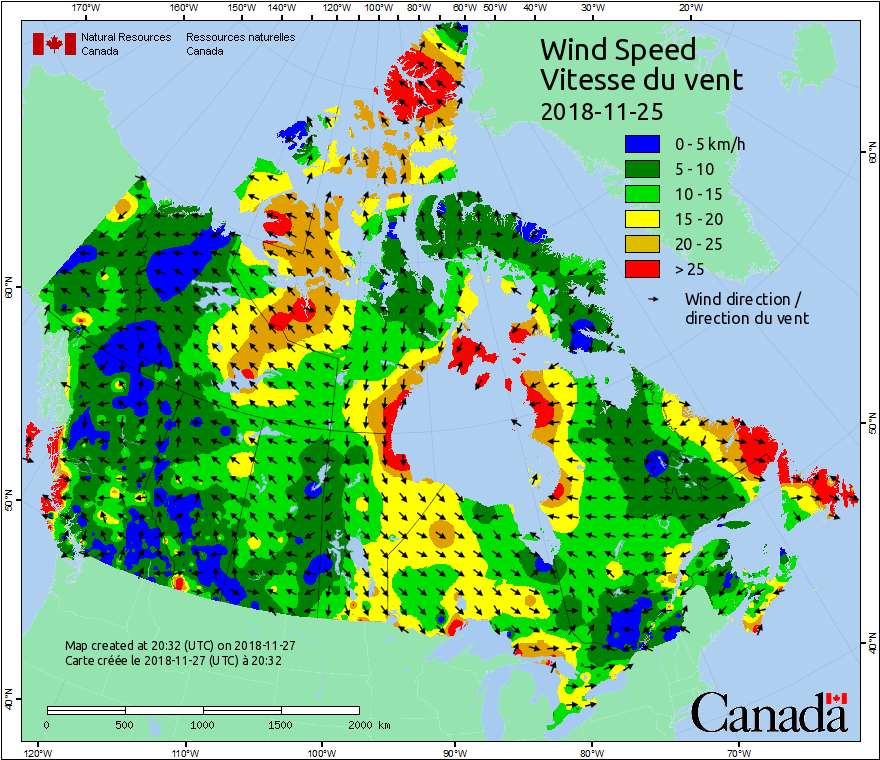 170°W 160°W 150°W 140°W 130°W 120°W 110°W 100°W 90°W 80°W 70°W 60°W 50°W 40°W 30°W 20°W
Natural Resources Ressources naturelles
Canada Canada
Wind Speed
Vitesse du vent
2018-11-25
0 - 5 km/h
5 - 10
10 - 15
15 - 20
20 - 25
> 25
Wind direction /
direction du vent
60°N
60°N
50°N
50°N
40°N
40°N
Map created at 20:32 (UTC) on 2018-11-27
Carte créée le 2018-11-27 (UTC) à 20:32
0 500 1000 1500 2000 km
Canada
120°W 110°W 100°W 90°W 80°W 70°W